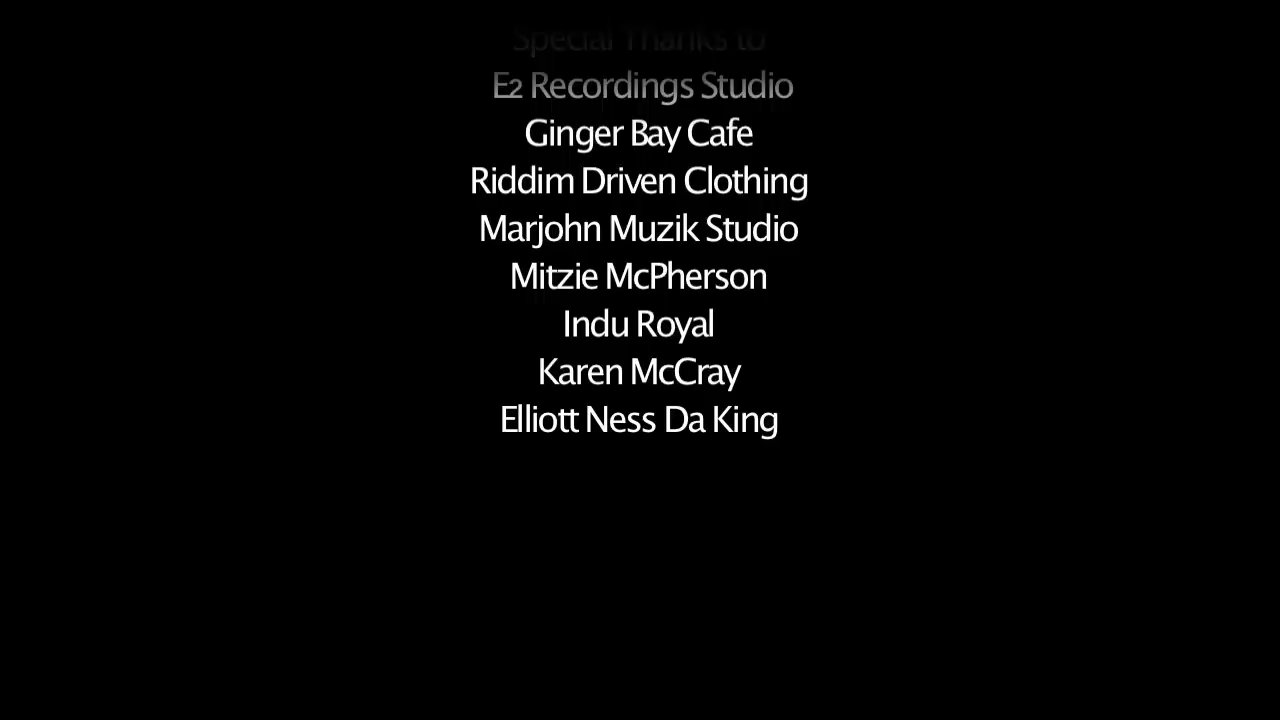 Special Thanks to
E2 Recordings Studio
Ginger Bay Cafe
Riddim Driven Clothing
Marjohn Muzik Studio
Mitzie McPherson
Indu Royal
Karen McCray
Elliott Ness Da King